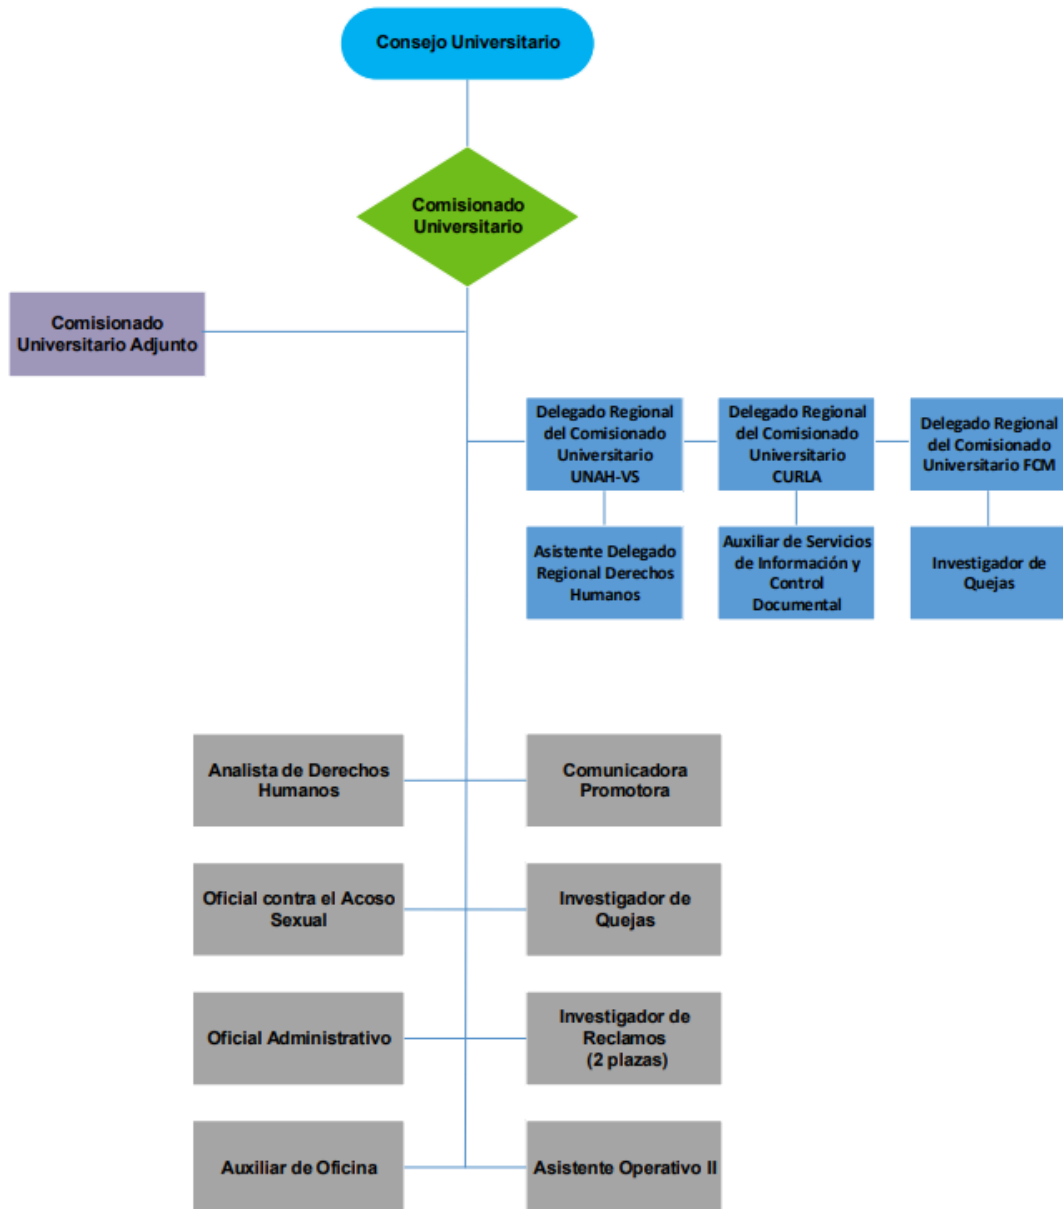 Consejo Universitario
Comisionado
Universitario
Comisionado
Universitario Adjunto
Delegado Regional
del Comisionado
Universitario
UNAH-VS
Delegado Regional
del Comisionado
Universitario
CURLA
Delegado Regional
del Comisionado
Universitario FCM
Asistente Delegado
Regional Derechos
Humanos
Auxiliar de Servicios
de Información y
Control
Documental
Investigador de
Quejas
Analista de Derechos
Humanos
Comunicadora
Promotora
Oficial contra el Acoso
Sexual
Investigador de
Quejas
Oficial Administrativo
Investigador de
Reclamos
(2 plazas)
Auxiliar de Oficina
Asistente Operativo II